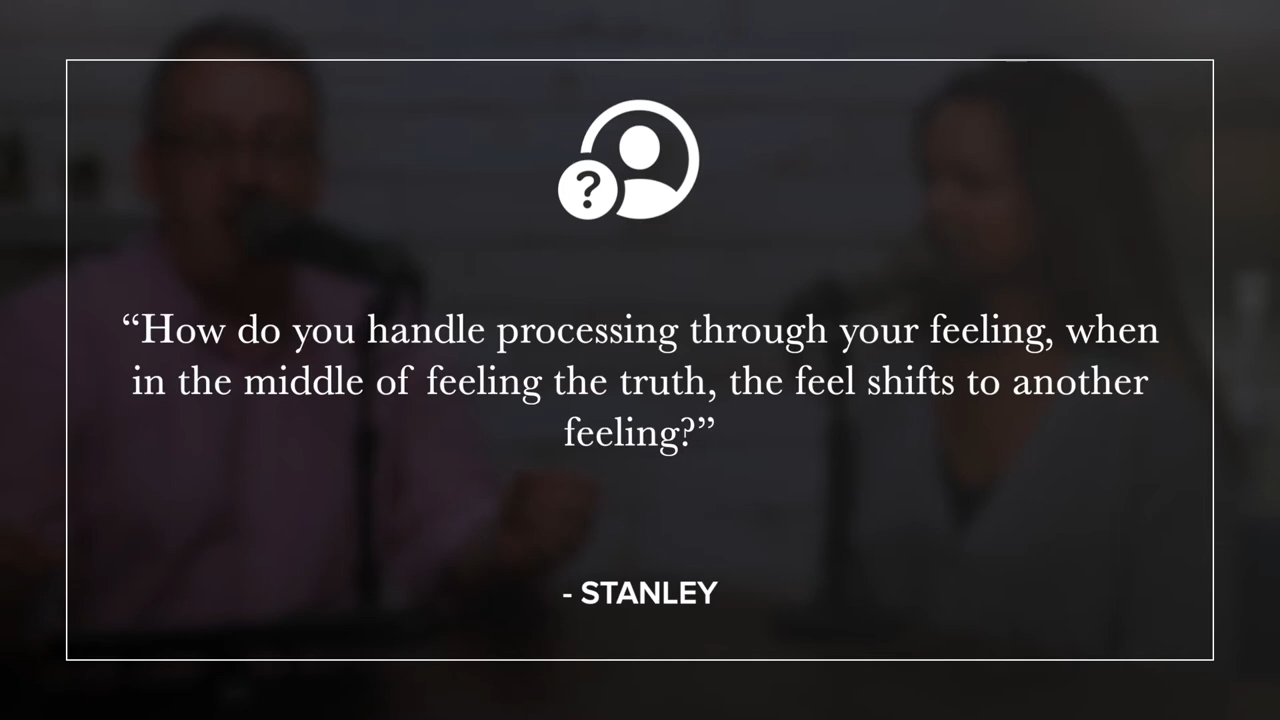 ?
“How do you handle processing through your feeling, when
in the middle of feeling the truth, the feel shifts to another
feeling?”
- STANLEY